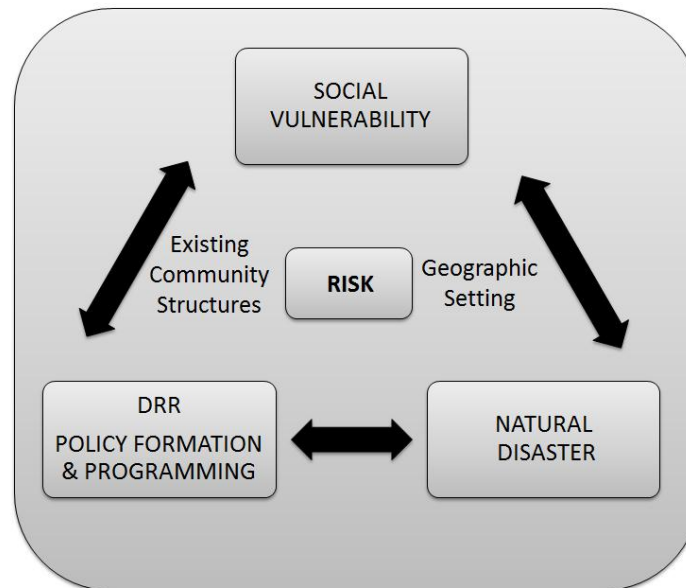 SOCIAL
VULNERABILITY
Existing
Community
Structures
RISK
Geographic
Setting
DRR
POLICY FORMATION
& PROGRAMMING
NATURAL
DISASTER